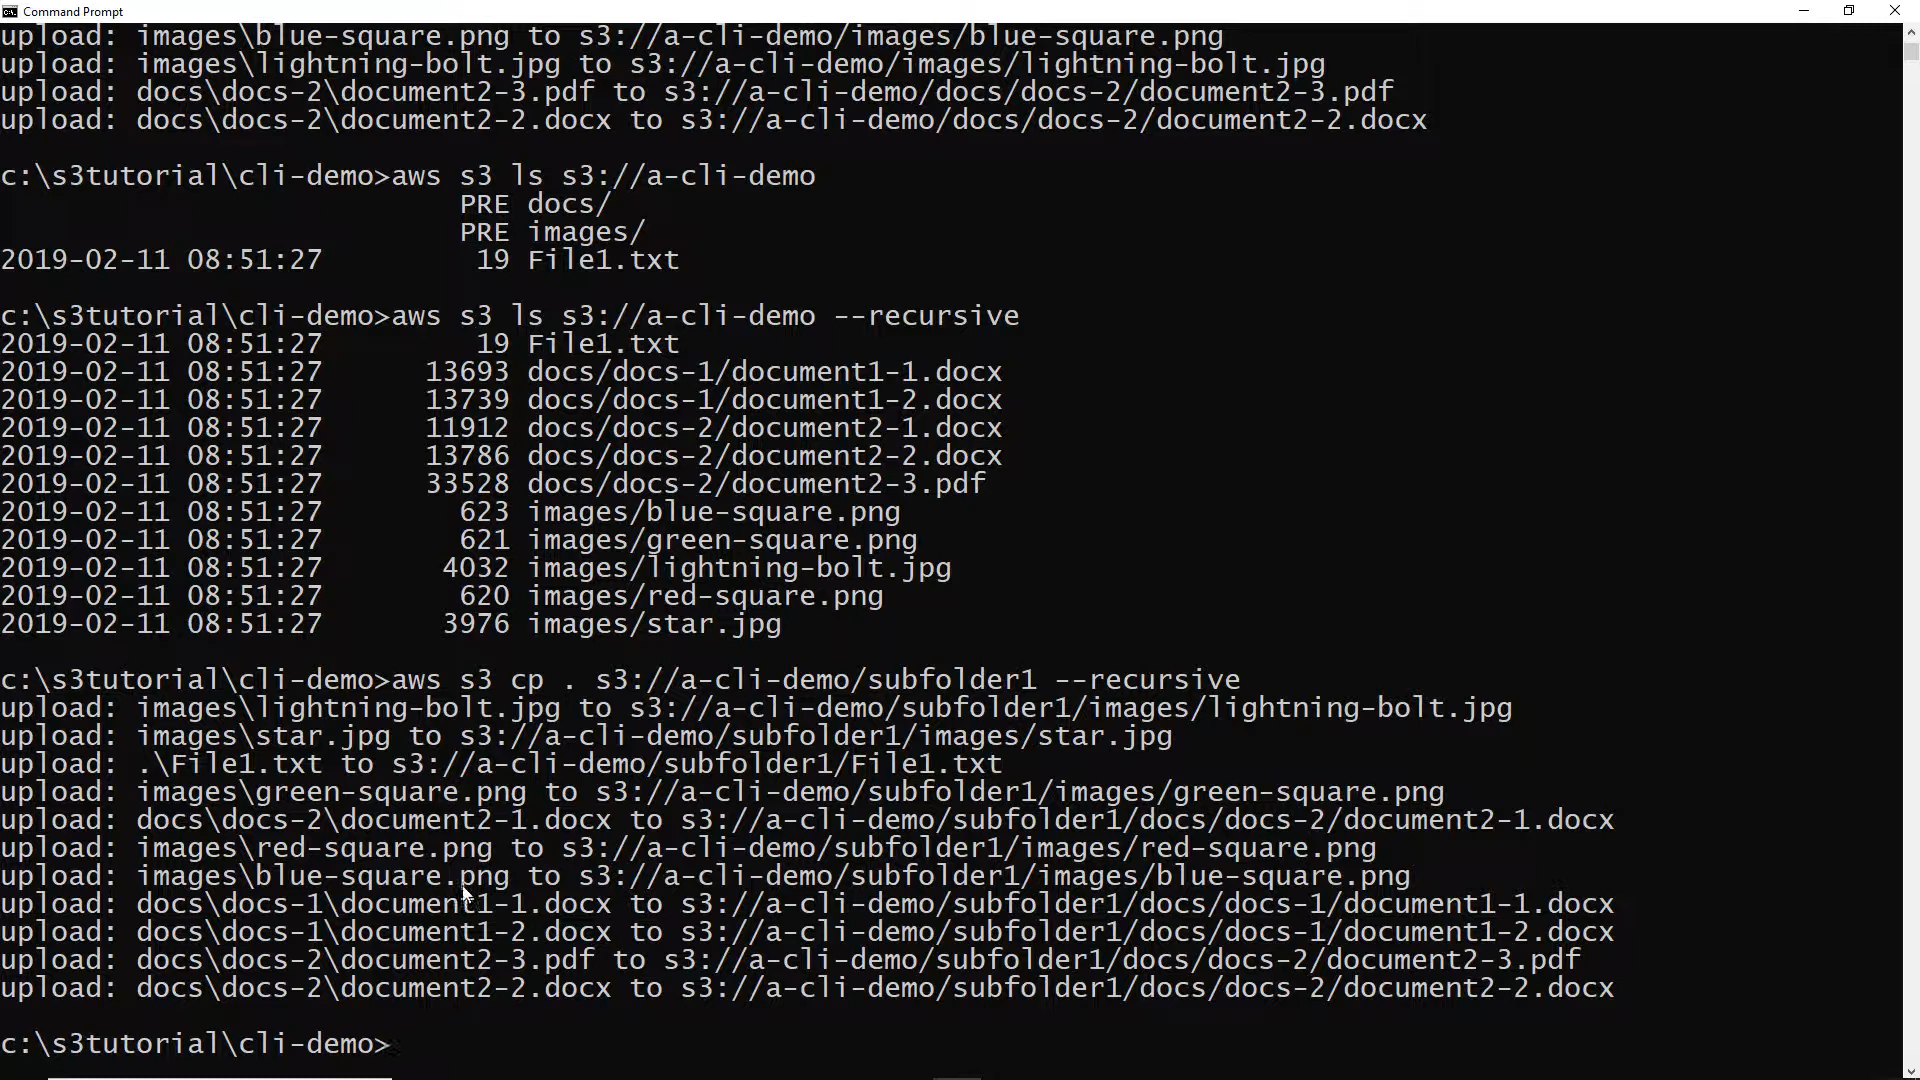 Command Prompt
upload: images\blue-square.png to s3://a-cli-demo/images/blue-square.png
upload: images\lightning-bolt.jpg to s3://a-cli-demo/images/lightning-bolt.jpg
upload: docs\docs-2\document2-3.pdf to s3://a-cli-demo/docs/docs-2/document2-3.pdf
upload: docs\docs-2\document2-2.docx to s3://a-cli-demo/docs/docs-2/document2-2.docx
c:\s3tutorial\cli-demo>aws s3 ls s3://a-cli-demo
PRE docs/
PRE images/
2019-02-11 08:51:27 19 File1.txt
c:\s3tutorial\cli-demo>aws s3 ls s3://a-cli-demo --recursive
2019-02-11 08:51:27 19 File1.txt
2019-02-11 08:51:27 13693 docs/docs-1/document1-1.docx
2019-02-11 08:51:27 13739 docs/docs-1/document1-2.docx
2019-02-11 08:51:27 11912 docs/docs-2/document2-1.docx
2019-02-11 08:51:27 13786 docs/docs-2/document2-2.docx
2019-02-11 08:51:27 33528 docs/docs-2/document2-3.pdf
2019-02-11 08:51:27 623 images/blue-square.png
2019-02-11 08:51:27 621 images/green-square.png
2019-02-11 08:51:27 4032 images/lightning-bolt.jpg
2019-02-11 08:51:27 620 images/red-square.png
2019-02-11 08:51:27 3976 images/star.jpg
c:\s3tutorial\cli-demo>aws s3 cp . s3://a-cli-demo/subfolder1 --recursive
upload: images\lightning-bolt.jpg to s3://a-cli-demo/subfolder1/images/lightning-bolt.jpg
upload: images\star.jpg to s3://a-cli-demo/subfolder1/images/star.jpg
upload: .\File1.txt to s3://a-cli-demo/subfolder1/File1.txt
upload: images\green-square.png to s3://a-cli-demo/subfolder1/images/green-square.png
upload: docs\docs-2\document2-1.docx to s3://a-cli-demo/subfolder1/docs/docs-2/document2-1.docx
upload: images\red-square.png to s3://a-cli-demo/subfolder1/images/red-square.png
upload: images\blue-square.png to s3://a-cli-demo/subfolder1/images/blue-square.png
upload: docs\docs-1\document1-1.docx to s3://a-cli-demo/subfolder1/docs/docs-1/document1-1.docx
upload: docs\docs-1\document1-2.docx to s3://a-cli-demo/subfolder1/docs/docs-1/document1-2.docx
upload: docs\docs-2\document2-3.pdf to s3://a-cli-demo/subfolder1/docs/docs-2/document2-3.pdf
upload: docs\docs-2\document2-2.docx to s3://a-cli-demo/subfolder1/docs/docs-2/document2-2.docx
c:\s3tutorial\cli-demo>